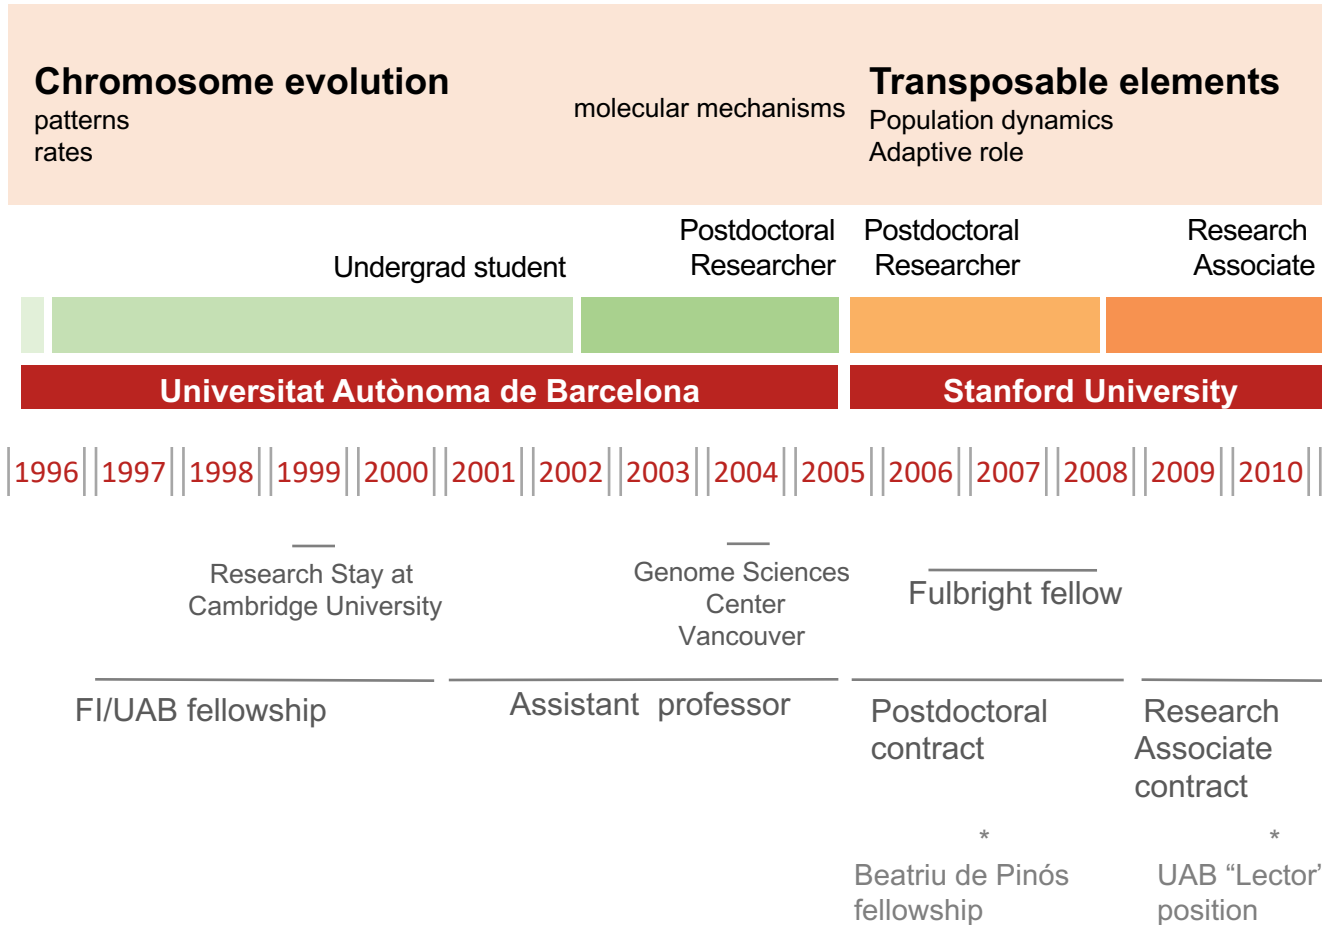 Chromosome evolution
patterns
rates
molecular mechanisms
Transposable elements
Population dynamics
Adaptive role
Undergrad student
Postdoctoral
Researcher
Postdoctoral
Researcher
Research
Associate
Universitat Autònoma de Barcelona
Stanford University
1996 1997 1998 1999 2000 2001 2002 2003 2004 2005 2006 2007 2008 2009 2010
Research Stay at
Cambridge University
Genome Sciences
Center
Vancouver
Fulbright fellow
FI/UAB fellowship
Assistant professor
Postdoctoral
contract
Research
Associate
contract
*
Beatriu de Pinós
fellowship
*
UAB “Lector’
position